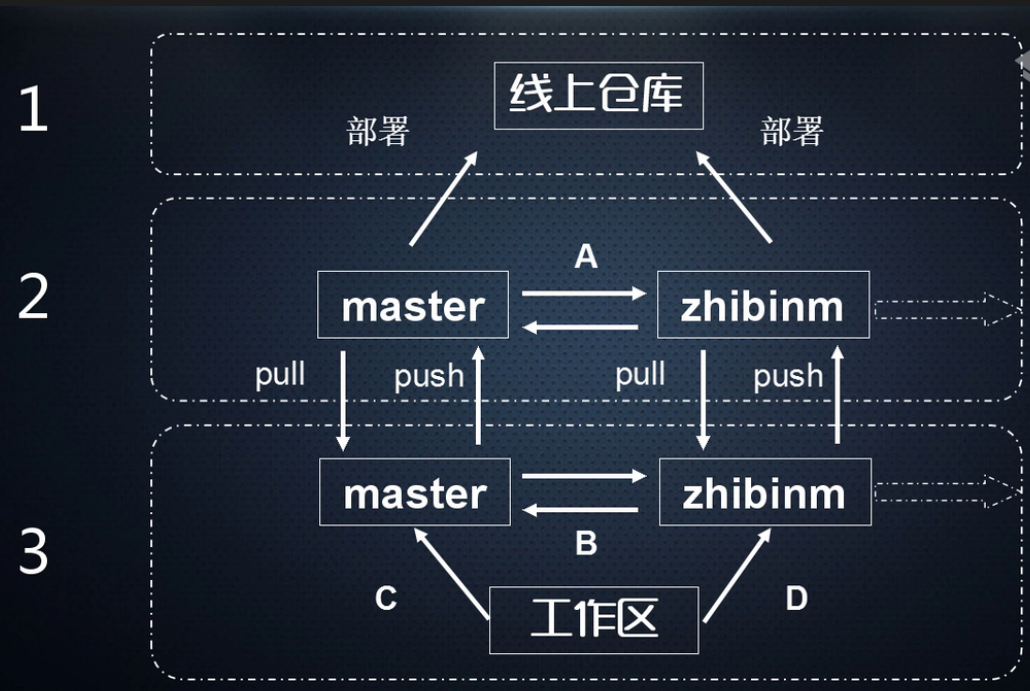 1
线上仓库
部署
部署
2
A
master
zhibinm
pull
push
pull
push
3
master
zhibinm
B
C
D
工作区